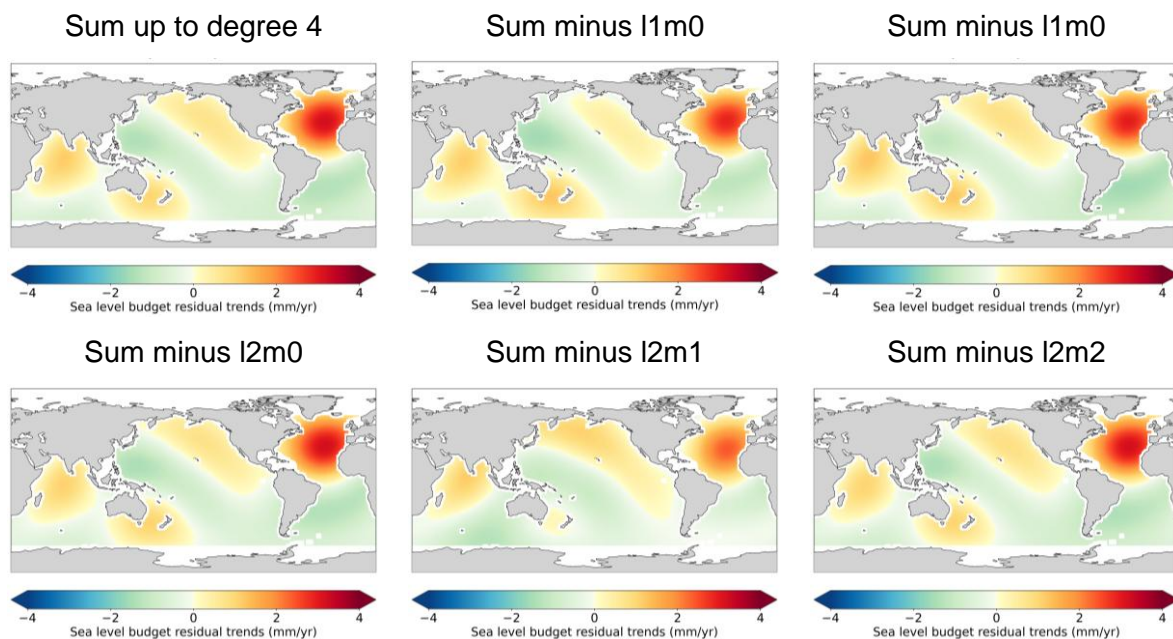 Sum up to degree 4
Sum minus l1m0
Sum minus l1m0
−4 −2 0 2 4
Sea level budget residual trends (mm/yr)
−4 −2 0 2 4
Sea level budget residual trends (mm/yr)
−4 −2 0 2 4
Sea level budget residual trends (mm/yr)
Sum minus l2m0
Sum minus l2m1
Sum minus l2m2
−4 −2 0 2 4
Sea level budget residual trends (mm/yr)
−4 −2 0 2 4
Sea level budget residual trends (mm/yr)
−4 −2 0 2 4
Sea level budget residual trends (mm/yr)